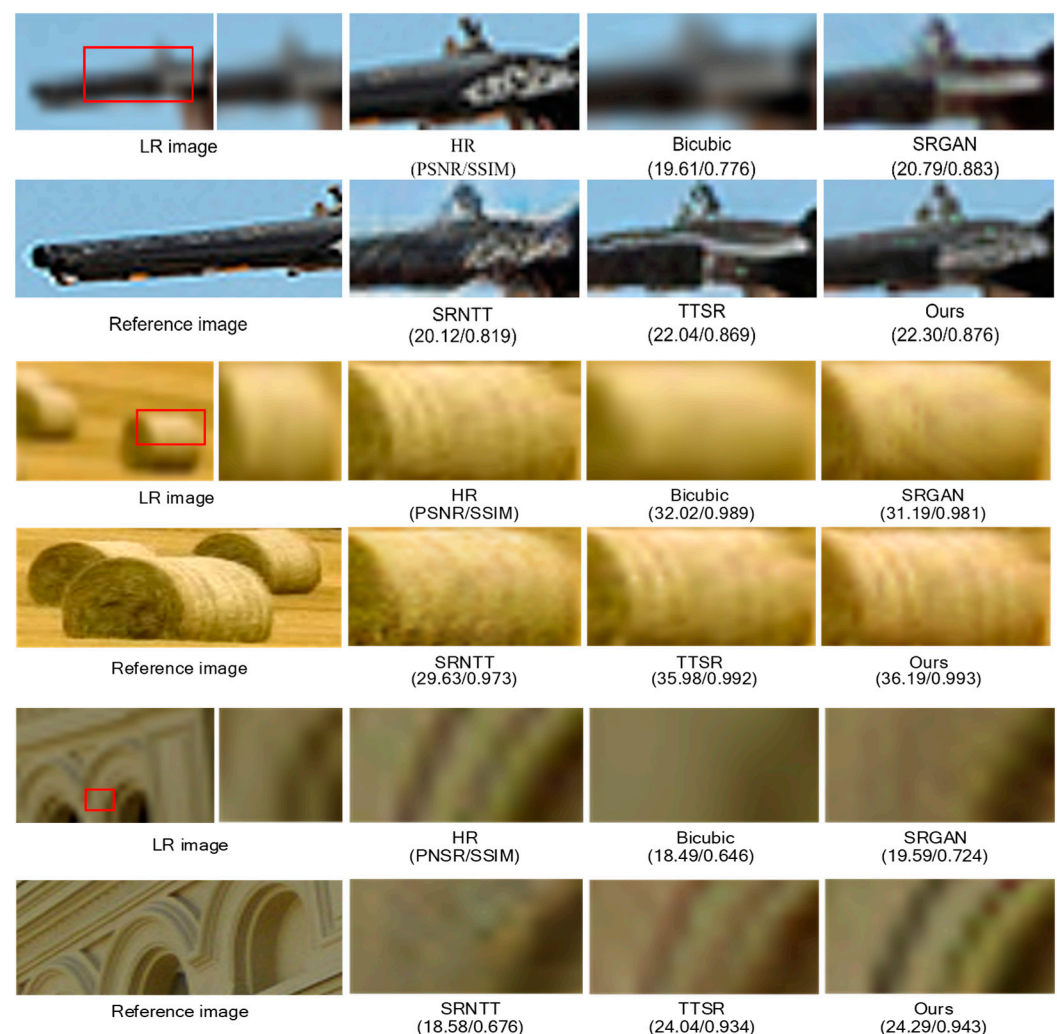 LR image
HR
(PSNR/SSIM)
Bicubic
(19.61/0.776)
SRGAN
(20.79/0.883)
Reference image
SRNTT
(20.12/0.819)
TTSR
(22.04/0.869)
Ours
(22.30/0.876)
LR image
HR
(PSNR/SSIM)
Bicubic
(32.02/0.989)
SRGAN
(31.19/0.981)
Reference image
SRNTT
(29.63/0.973)
TTSR
(35.98/0.992)
Ours
(36.19/0.993)
LR image
HR
(PNSR/SSIM)
Bicubic
(18.49/0.646)
SRGAN
(19.59/0.724)
Reference image
SRNTT
(18.58/0.676)
TTSR
(24.04/0.934)
Ours
(24.29/0.943)